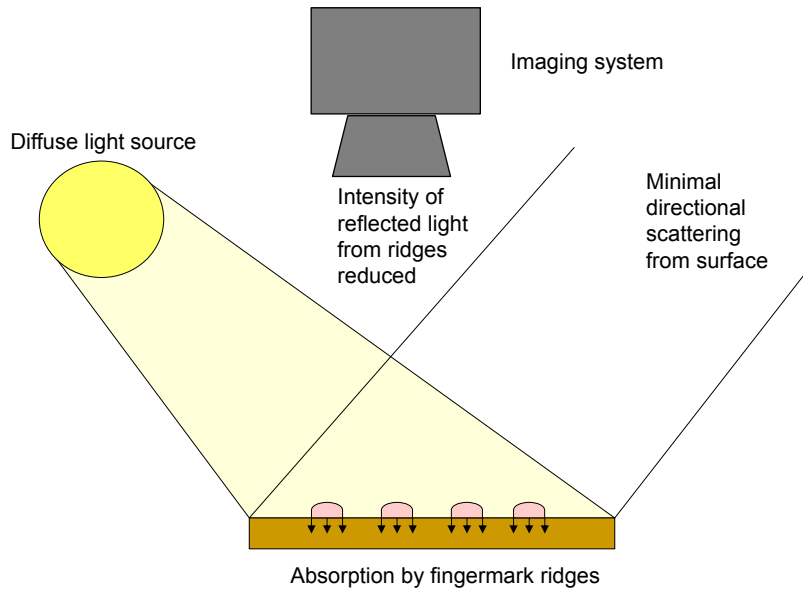 Imaging system
Diffuse light source
Intensity of
reflected light
from ridges
reduced
Minimal
directional
scattering
from surface
Absorption by fingermark ridges